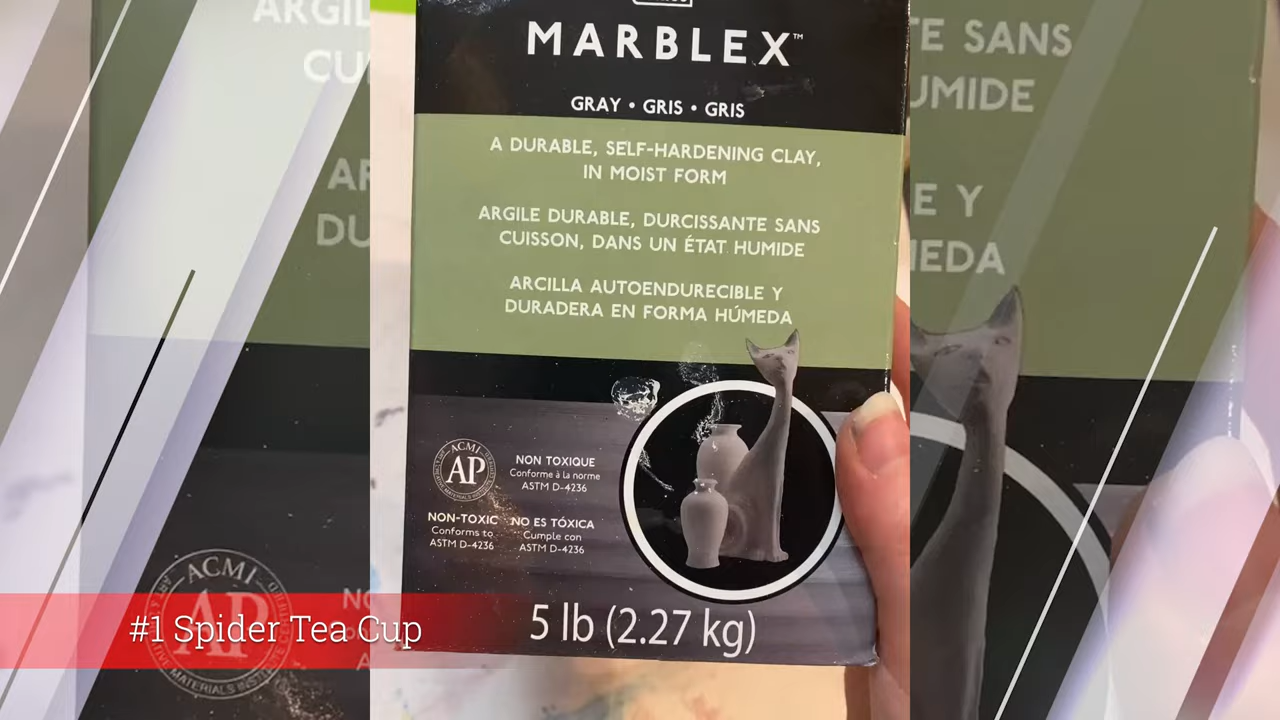 MARBLEX™
GRAY • GRIS • GRIS
A DURABLE, SELF-HARDENING CLAY,
IN MOIST FORM
ARGILE DURABLE, DURCISSANTE SANS
CUISSON, DANS UN ÉTAT HUMIDE
ARCILLA AUTOENDURECIBLE Y
DURADERA EN FORMA HÚMEDA
ACMI
AP
NON TOXIQUE
Conforme à la norme
ASTM D-4236
NON-TOXIC
Conforms to
ASTM D-4236
NO ES TÓXICA
Cumple con
ASTM D-4236
5 lb (2.27 kg)
#1 Spider Tea Cup